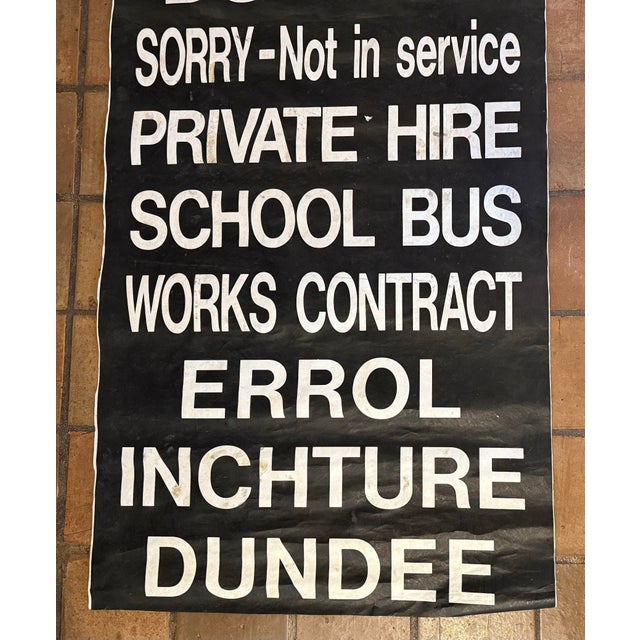 SORRY-Not in service
PRIVATE HIRE
SCHOOL BUS
WORKS CONTRACT
ERROL
INCHTURE
DUNDEE